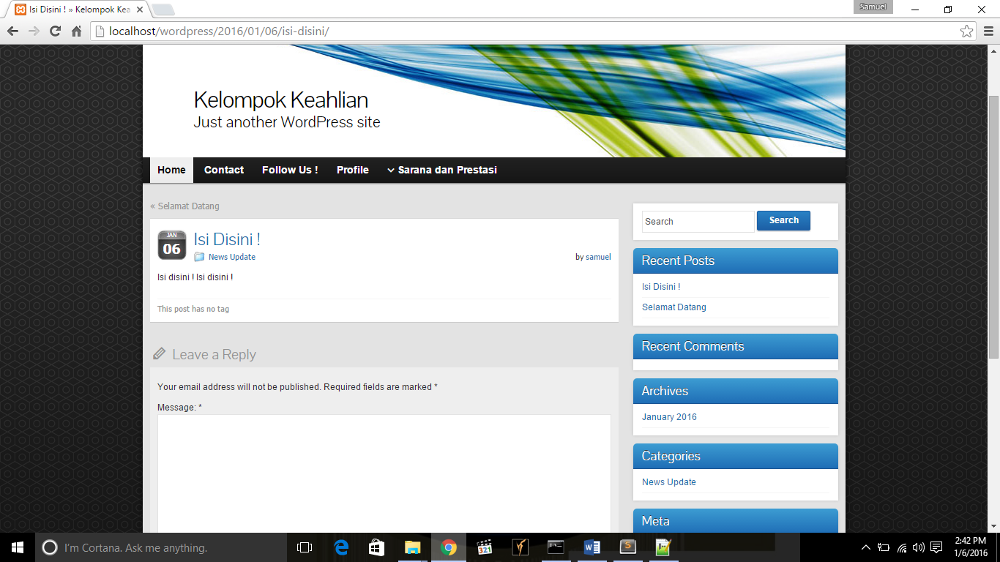 Isi Disini ! » Kelompok Kea
Samuel
localhost/wordpress/2016/01/06/isi-disini/
Kelompok Keahlian
Just another WordPress site
Home Contact Follow Us ! Profile Sarana dan Prestasi
« Selamat Datang
JAN
06
Isi Disini !
News Update
by samuel
Isi disini ! Isi disini !
This post has no tag
Leave a Reply
Your email address will not be published. Required fields are marked *
Message: *
Search Search
Recent Posts
Isi Disini !
Selamat Datang
Recent Comments
Archives
January 2016
Categories
News Update
Meta
I'm Cortana. Ask me anything.
321
2:42 PM
1/6/2016